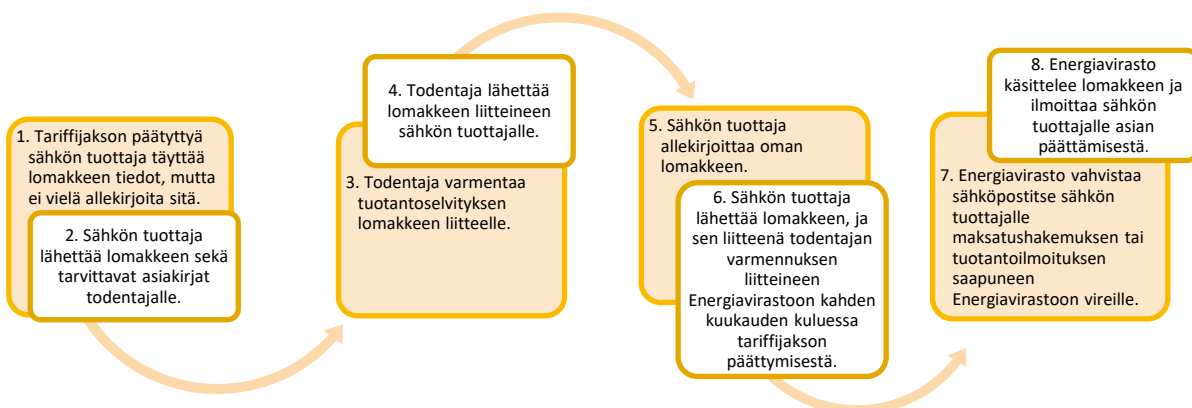 1. Tariffijakson päätyttyä
sähkön tuottaja täyttää
lomakkeen tiedot, mutta
ei vielä allekirjoita sitä.
2. Sähkön tuottaja
lähettää lomakkeen sekä
tarvittavat asiakirjat
todentajalle.
3. Todentaja varmentaa
tuotantoselvityksen
lomakkeen liitteelle.
4. Todentaja lähettää
lomakkeen liitteineen
sähkön tuottajalle.
5. Sähkön tuottaja
allekirjoittaa oman
lomakkeen.
6. Sähkön tuottaja
lähettää lomakkeen, ja
sen liitteenä todentajan
varmennuksen
liitteineen
Energiavirastoon kahden
kuukauden kuluessa
tariffijakson
päättymisestä.
7. Energiavirasto vahvistaa
sähköpostitse sähkön
tuottajalle
maksatushakemuksen tai
tuotantoilmoituksen
saapuneen
Energiavirastoon vireille.
8. Energiavirasto
käsittelee lomakkeen ja
ilmoittaa sähkön
tuottajalle asian
päättämisestä.